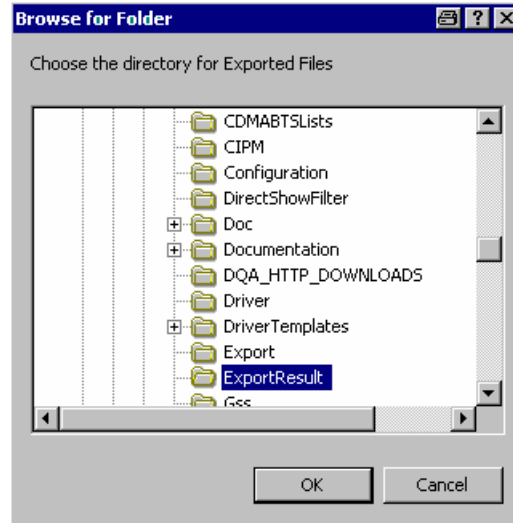 Browse for Folder
Choose the directory for Exported Files
CDMABTSLists
CIPM
Configuration
DirectShowFilter
Doc
Documentation
DQA_HTTP_DOWNLOADS
Driver
DriverTemplates
Export
ExportResult
Gss
OK Cancel